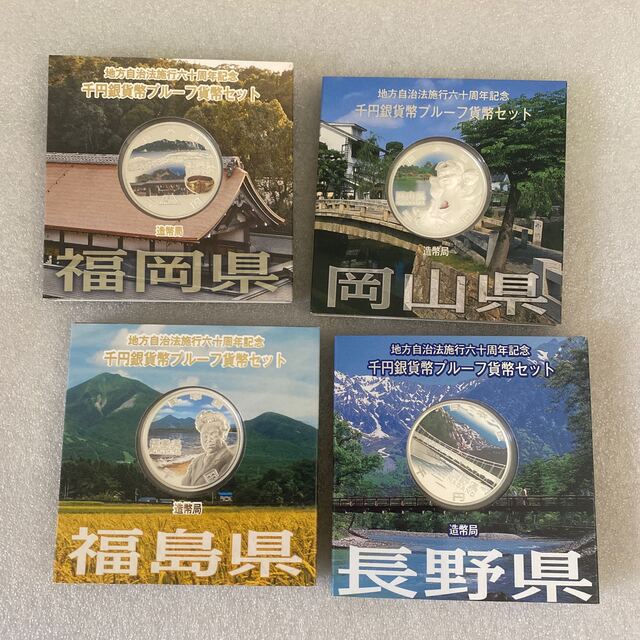 地方自治法施行六十周年記念
千円銀貨幣プルーフ貨幣セット
造幣局
福岡県
地方自治法施行六十周年記念
千円銀貨幣プルーフ貨幣セット
造幣局
岡山県
地方自治法施行六十周年記念
千円銀貨幣プルーフ貨幣セット
造幣局
福島県
地方自治法施行六十周年記念
千円銀貨幣プルーフ貨幣セット
造幣局
長野県